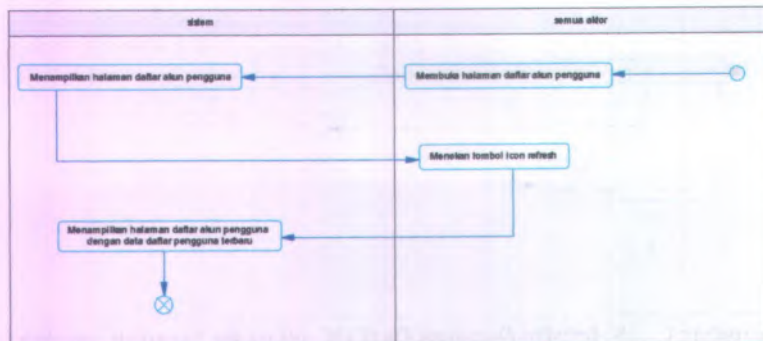 sistem
semua aktor
Menampilkan halaman daftar akun pengguna
Membuka halaman daftar akun pengguna
Menekan tombol icon refresh
Menampilkan halaman daftar akun pengguna
dengan data daftar pengguna terbaru